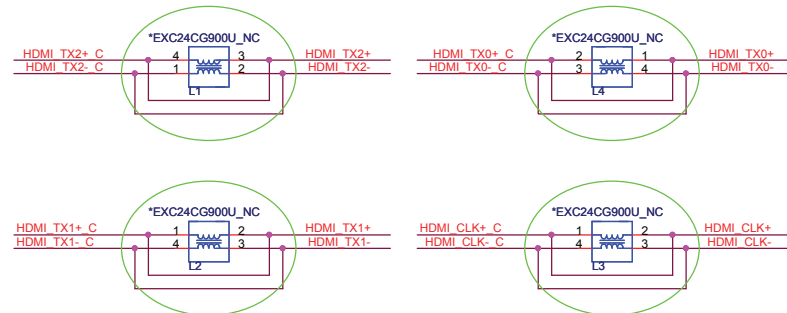 *EXC24CG900U_NC
HDMI_TX2+_C 4 3 HDMI_TX2+
HDMI_TX2-_C 1 2 HDMI_TX2-
L1
*EXC24CG900U_NC
HDMI_TX0+_C 2 1 HDMI_TX0+
HDMI_TX0-_C 3 4 HDMI_TX0-
L4
*EXC24CG900U_NC
HDMI_TX1+_C 1 2 HDMI_TX1+
HDMI_TX1-_C 4 3 HDMI_TX1-
L2
*EXC24CG900U_NC
HDMI_CLK+_C 1 2 HDMI_CLK+
HDMI_CLK-_C 4 3 HDMI_CLK-
L3